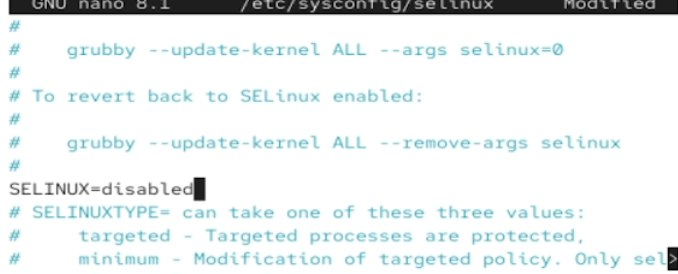 GNU nano 8.1 /etc/sysconfig/selinux Modified
#
# grubby --update-kernel ALL --args selinux=0
#
# To revert back to SELinux enabled:
#
# grubby --update-kernel ALL --remove-args selinux
#
SELINUX=disabled
# SELINUXTYPE= can take one of these three values:
# targeted - Targeted processes are protected,
# minimum - Modification of targeted policy. Only sel>